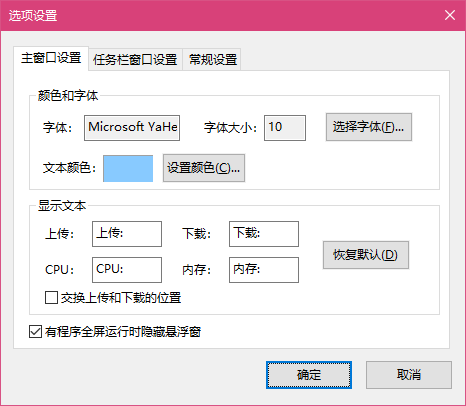 选项设置
主窗口设置 任务栏窗口设置 常规设置
颜色和字体
字体: Microsoft YaHe 字体大小: 10 选择字体(F)...
文本颜色: 设置颜色(C)...
显示文本
上传: 上传: 下载: 下载:
CPU: CPU: 内存: 内存: 恢复默认(D)
交换上传和下载的位置
有程序全屏运行时隐藏悬浮窗
确定 取消